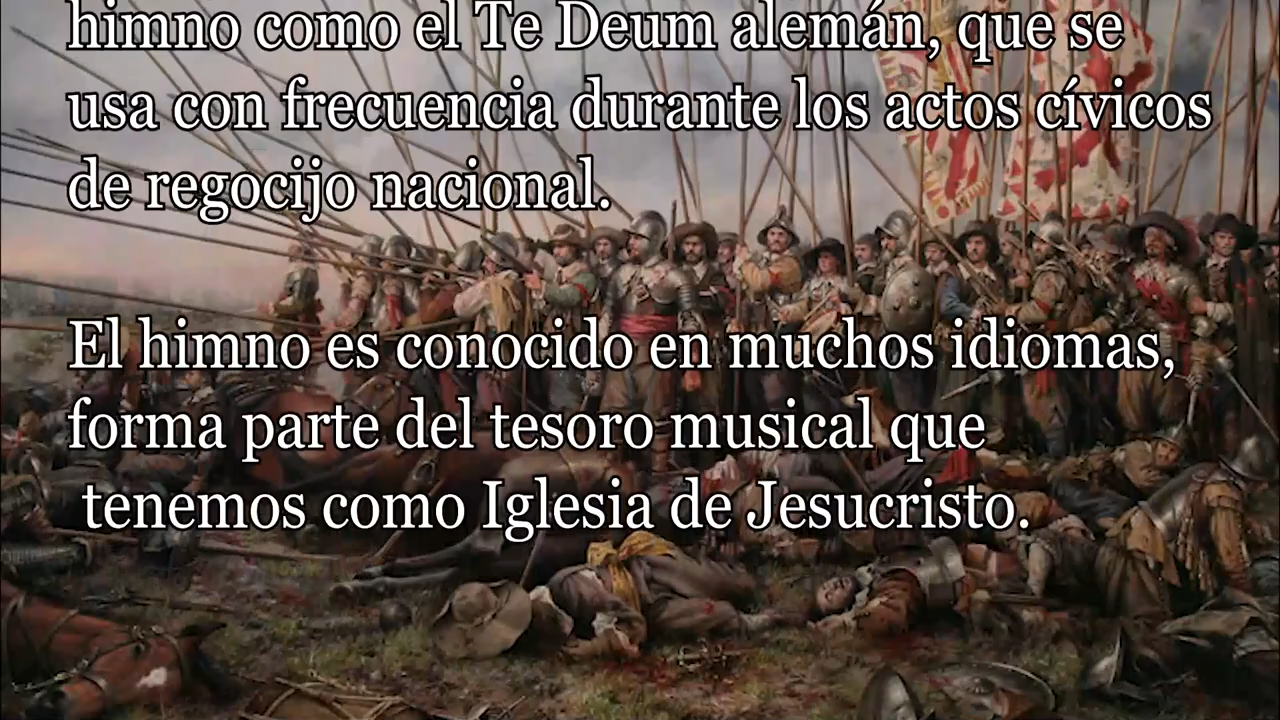 himno como el Te Deum alemán, que se
usa con frecuencia durante los actos cívicos
de regocijo nacional.
El himno es conocido en muchos idiomas,
forma parte del tesoro musical que
tenemos como Iglesia de Jesucristo.